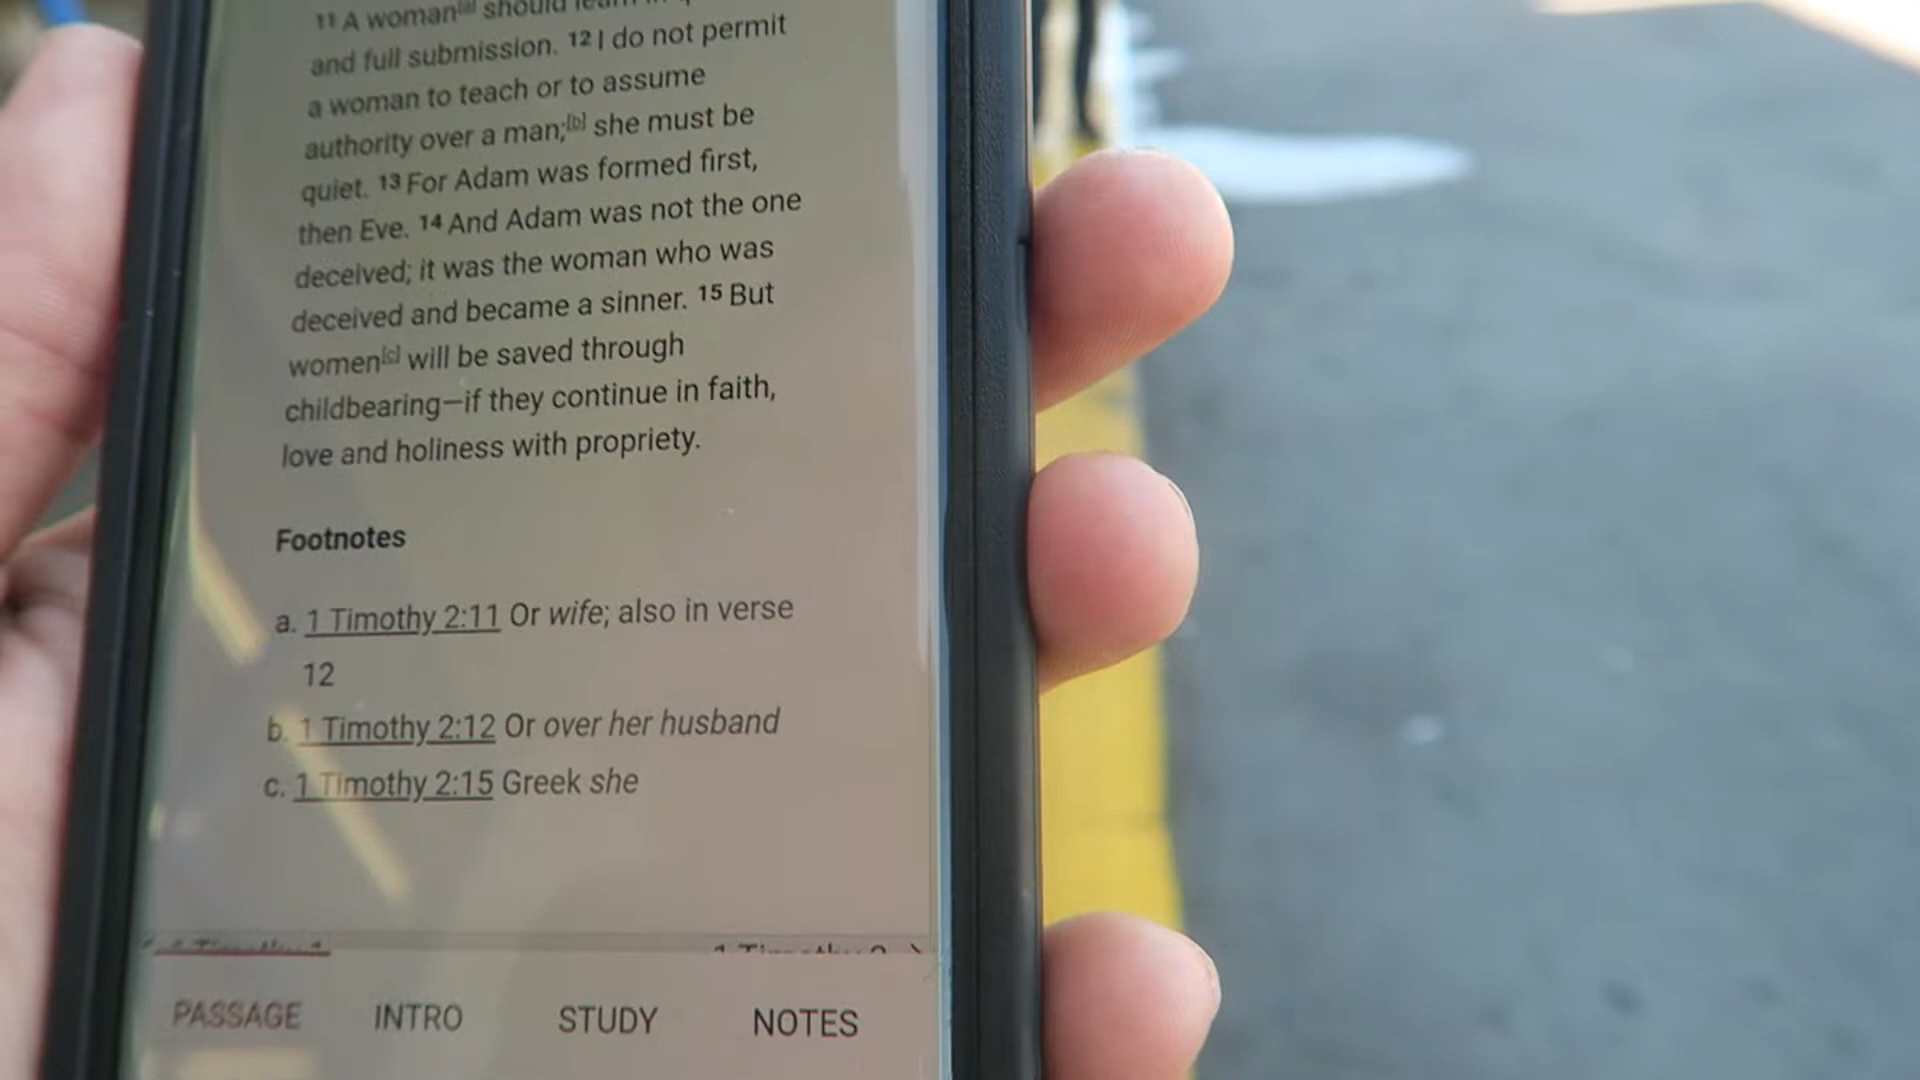 11 A woman[a] should learn in
and full submission. 12 I do not permit
a woman to teach or to assume
authority over a man;[b] she must be
quiet. 13 For Adam was formed first,
then Eve. 14 And Adam was not the one
deceived; it was the woman who was
deceived and became a sinner. 15 But
women[c] will be saved through
childbearing—if they continue in faith,
love and holiness with propriety.
Footnotes
a. 1 Timothy 2:11 Or wife; also in verse
12
b. 1 Timothy 2:12 Or over her husband
c. 1 Timothy 2:15 Greek she
PASSAGE INTRO STUDY NOTES